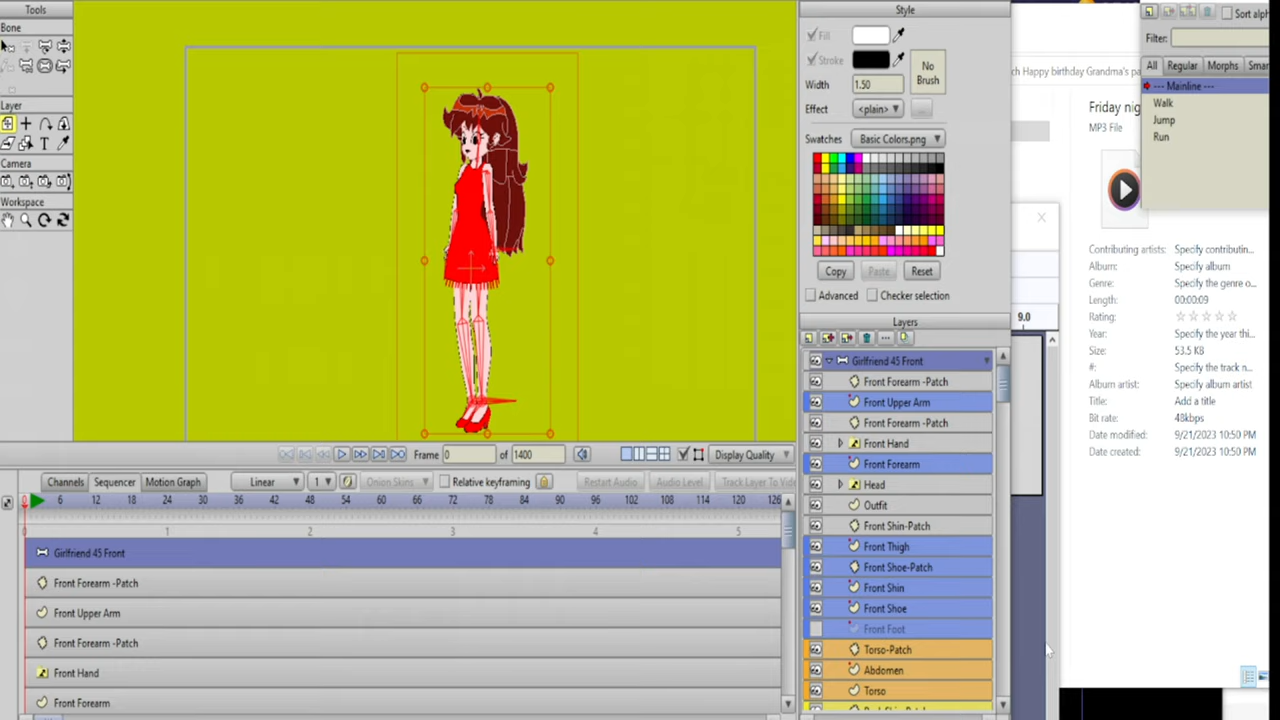 Tools
Bone
Layer
Camera
Workspace
Style
Fill
Stroke
No Brush
Width 1.50
Effect <plain>
Swatches Basic Colors.png
Copy Paste Reset
Advanced Checker selection
Layers
Girlfriend 45 Front
Front Forearm -Patch
Front Upper Arm
Front Forearm -Patch
Front Hand
Front Forearm
Head
Outfit
Front Shin-Patch
Front Thigh
Front Shoe-Patch
Front Shin
Front Shoe
Front Foot
Torso-Patch
Abdomen
Torso
Frame 0 of 1400 Display Quality
Channels Sequencer Motion Graph Linear 1 Onion Skins Relative keyframing Restart Audio Audio Level Track Layer To Vide
6 12 18 24 30 36 42 48 54 60 66 72 78 84 90 96 102 108 114 120 126
0 1 2 3 4 5
Girlfriend 45 Front
Front Forearm -Patch
Front Upper Arm
Front Forearm -Patch
Front Hand
Front Forearm
9.0
Sort alph
Filter:
All Regular Morphs Smar
--- Mainline ---
Walk
Jump
Run
ch Happy birthday Grandma's pa
Friday nig
MP3 File
Contributing artists: Specify contributin...
Album: Specify album
Genre: Specify the genre o...
Length: 00:00:09
Rating:
Year: Specify the year thi...
Size: 53.5 KB
#: Specify the track n...
Album artist: Specify album artist
Title: Add a title
Bit rate: 48kbps
Date modified: 9/21/2023 10:50 PM
Date created: 9/21/2023 10:50 PM